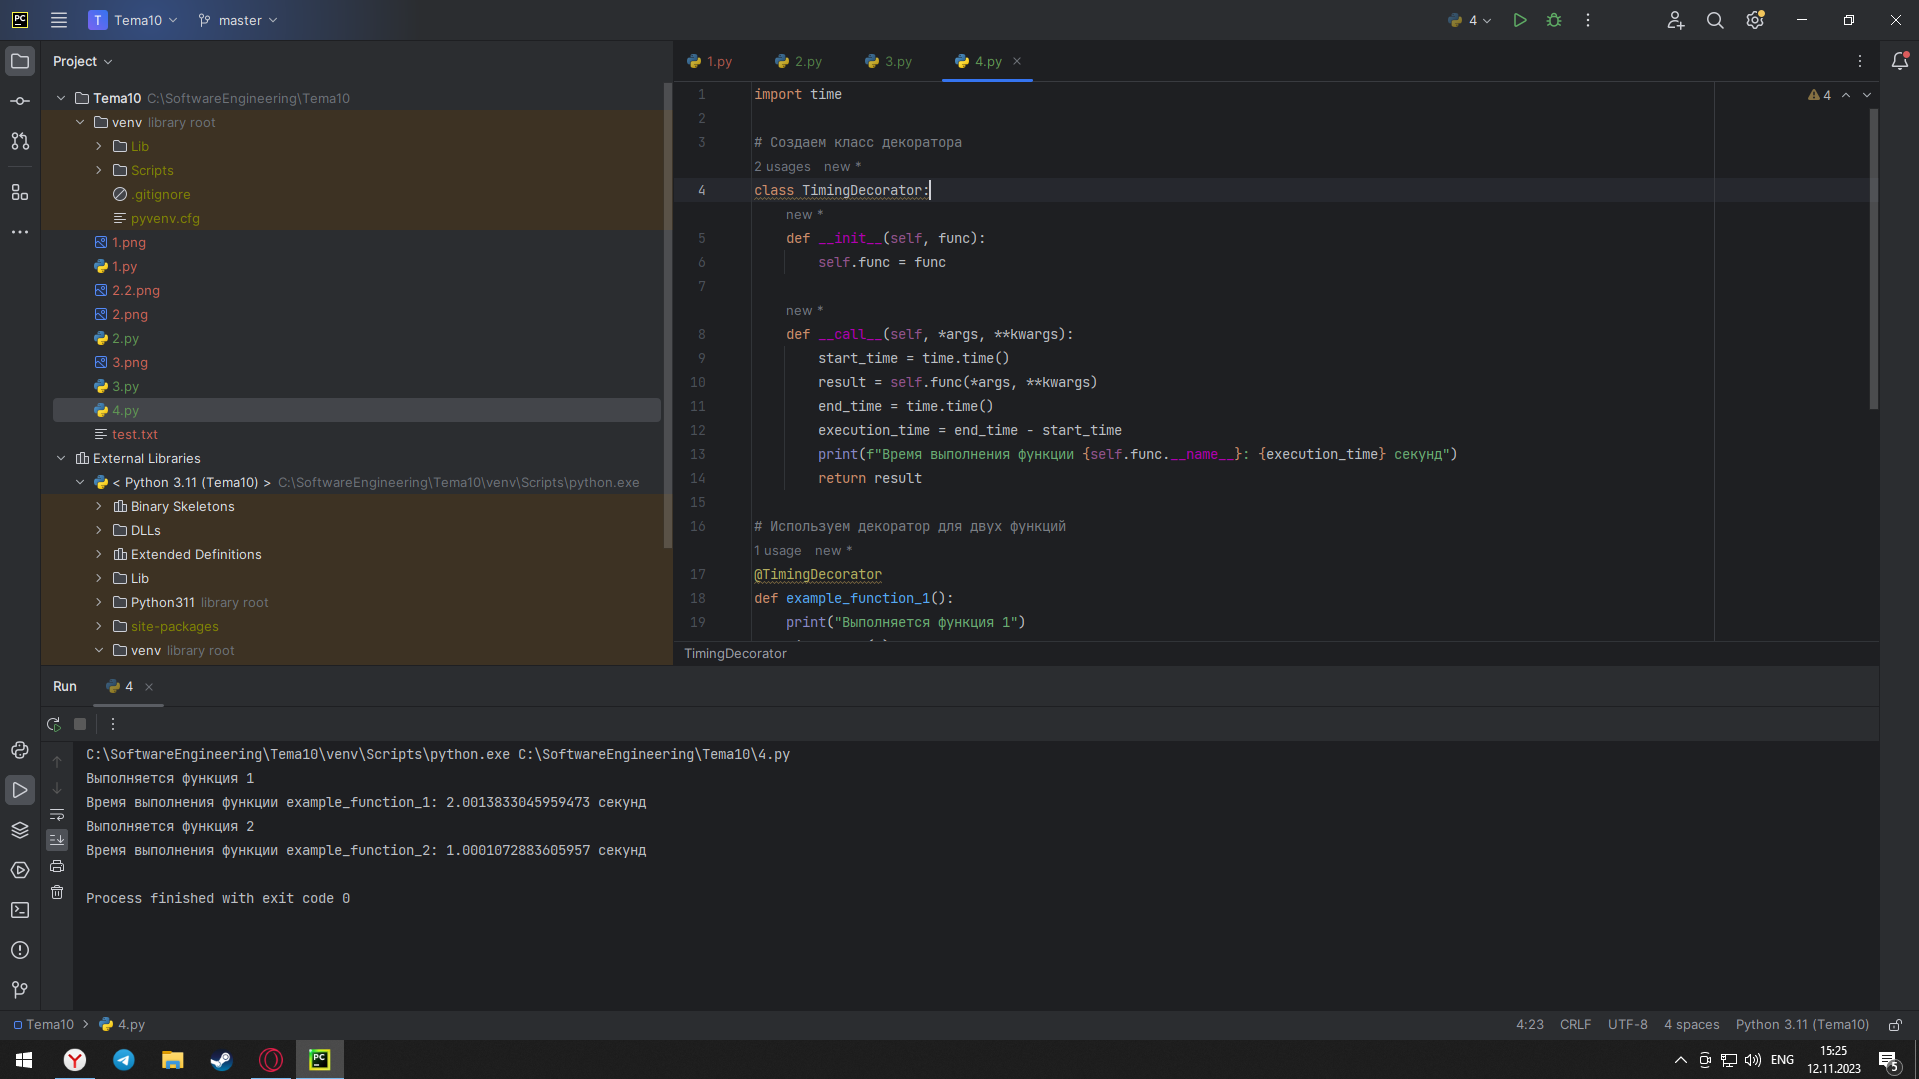 PC T Tema10 master 4
Project
1.py 2.py 3.py 4.py
Tema10 C:\SoftwareEngineering\Tema10
venv library root
Lib
Scripts
.gitignore
pyvenv.cfg
1.png
1.py
2.2.png
2.png
2.py
3.png
3.py
4.py
test.txt
External Libraries
< Python 3.11 (Tema10) > C:\SoftwareEngineering\Tema10\venv\Scripts\python.exe
Binary Skeletons
DLLs
Extended Definitions
Lib
Python311 library root
site-packages
venv library root
4
1 import time
2
3 # Создаем класс декоратора
2 usages new *
4 class TimingDecorator:
new *
5 def __init__(self, func):
6 self.func = func
7
new *
8 def __call__(self, *args, **kwargs):
9 start_time = time.time()
10 result = self.func(*args, **kwargs)
11 end_time = time.time()
12 execution_time = end_time - start_time
13 print(f"Время выполнения функции {self.func.__name__}: {execution_time} секунд")
14 return result
15
16 # Используем декоратор для двух функций
1 usage new *
17 @TimingDecorator
18 def example_function_1():
19 print("Выполняется функция 1")
TimingDecorator
Run 4
C:\SoftwareEngineering\Tema10\venv\Scripts\python.exe C:\SoftwareEngineering\Tema10\4.py
Выполняется функция 1
Время выполнения функции example_function_1: 2.0013833045959473 секунд
Выполняется функция 2
Время выполнения функции example_function_2: 1.0001072883605957 секунд
Process finished with exit code 0
Tema10 4.py
4:23 CRLF UTF-8 4 spaces Python 3.11 (Tema10)
Y PC ENG 15:25
12.11.2023 5